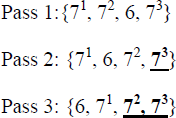 Pass 1:{7¹, 7², 6, 7³}
Pass 2: {7¹, 6, 7², 7³}
Pass 3: {6, 7¹, 7², 7³}